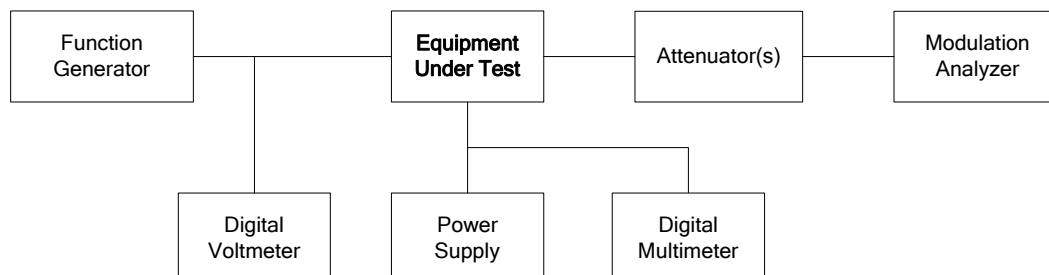 Function
Generator
Equipment
Under Test
Attenuator(s)
Modulation
Analyzer
Digital
Voltmeter
Power
Supply
Digital
Multimeter